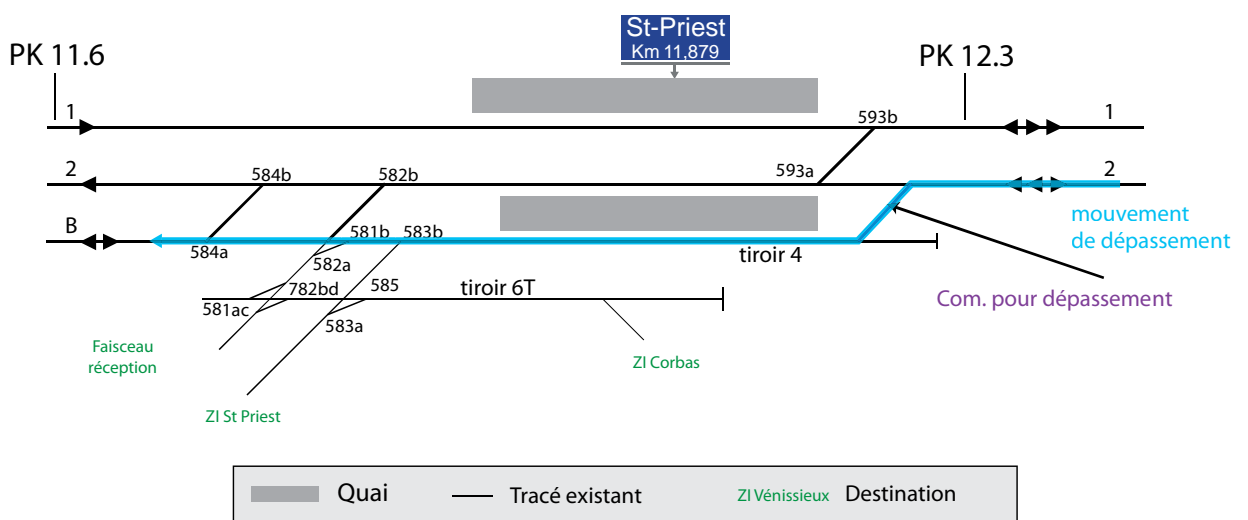 St-Priest
Km 11,879
PK 11.6
PK 12.3
1
593b
1
2
584b
582b
593a
2
B
584a
581b
583b
mouvement
de dépassement
582a
tiroir 4
782bd
585
tiroir 6T
581ac
583a
Com. pour dépassement
Faisceau
réception
ZI Corbas
ZI St Priest
Quai
Tracé existant
ZI Vénissieux
Destination